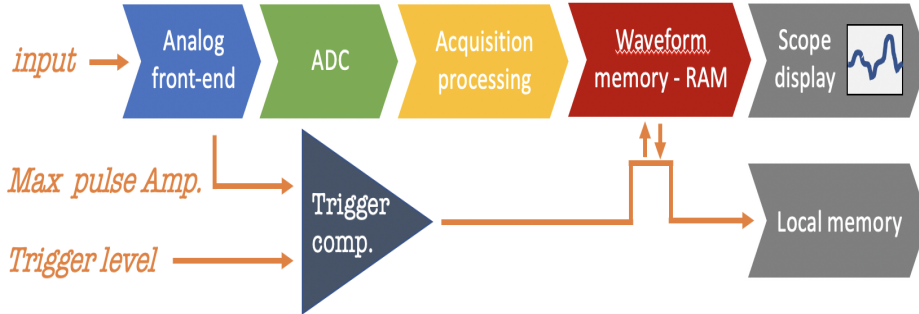 input
Analog
front-end
ADC
Acquisition
processing
Waveform
memory - RAM
Scope
display
Max pulse Amp.
Trigger level
Trigger
comp.
Local memory